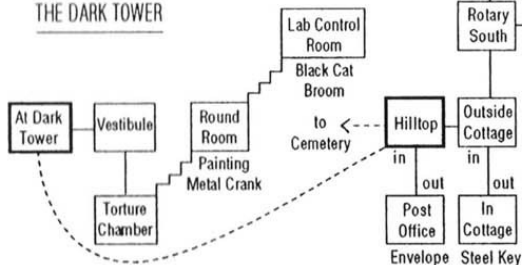 THE DARK TOWER
Lab Control
Room
Black Cat
Broom
Rotary
South
At Dark
Tower
Vestibule
Round
Room
Painting
Metal Crank
to
Cemetery
Hilltop
Outside
Cottage
in
in
out
out
Torture
Chamber
Post
Office
In
Cottage
Envelope
Steel Key